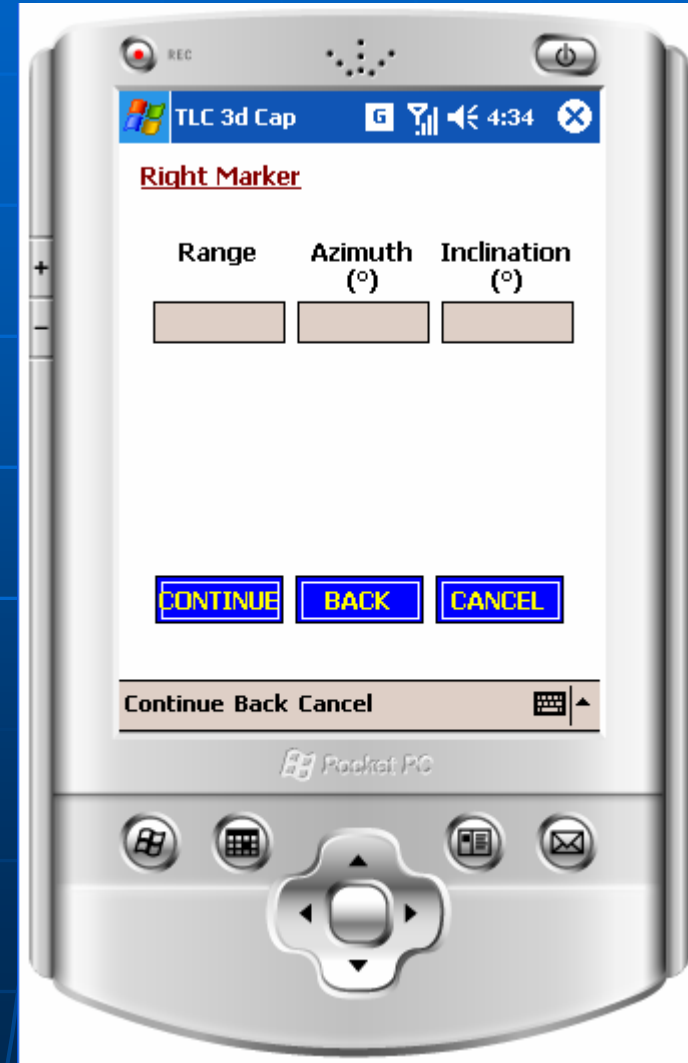 REC
TLC 3d Cap G 4:34
Right Marker
Range Azimuth Inclination
(°) (°)
CONTINUE BACK CANCEL
Continue Back Cancel
Pocket PC